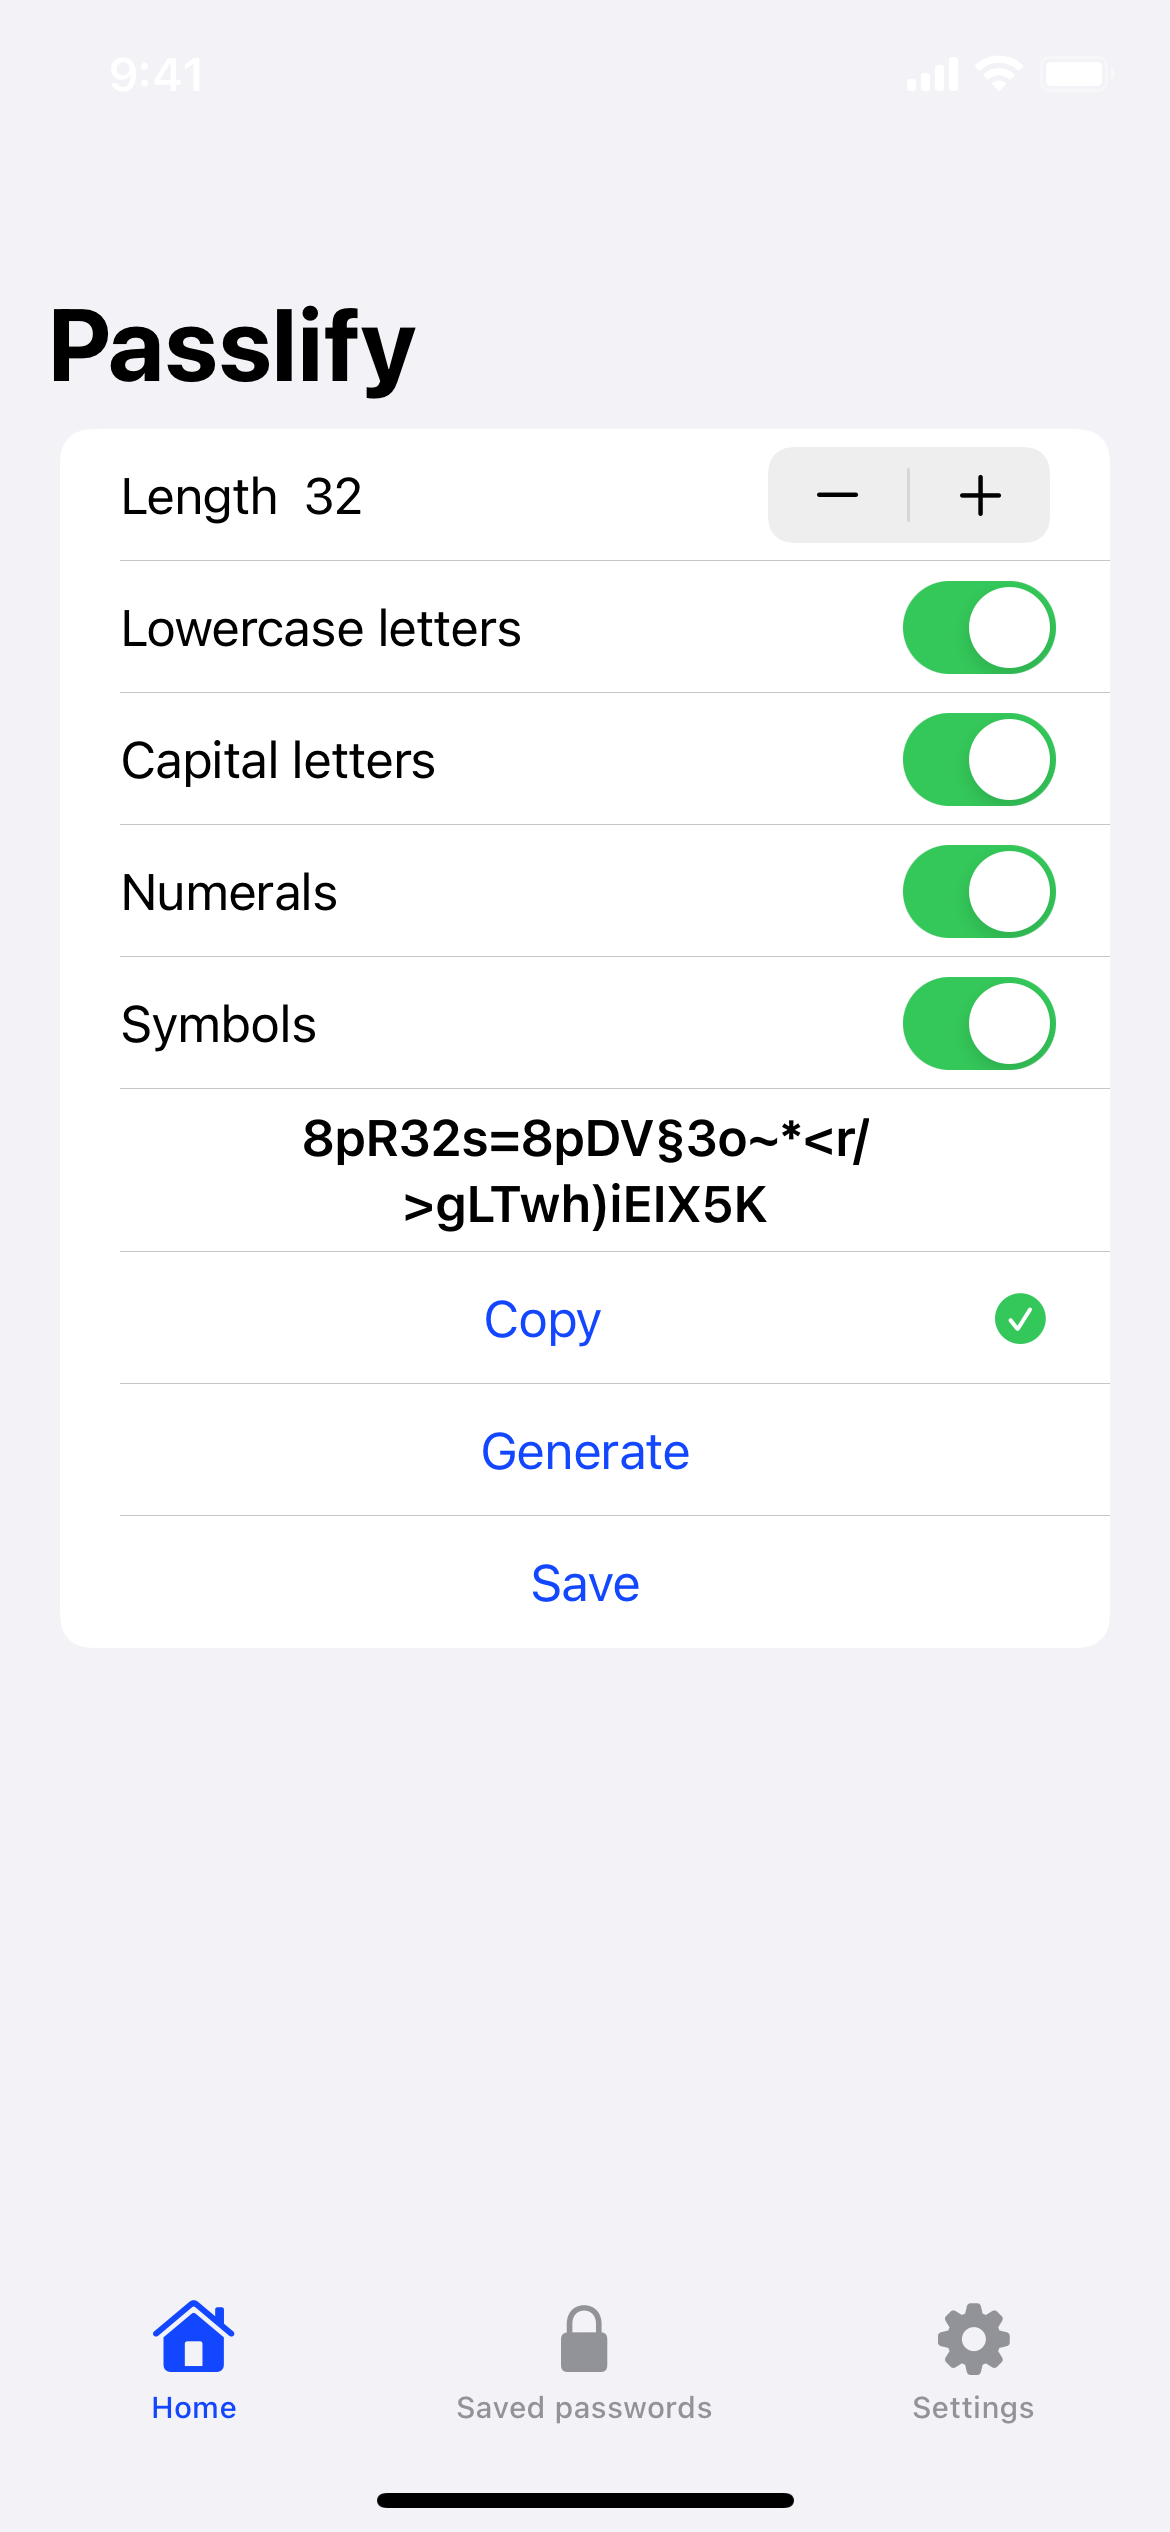 9:41
Passlify
Length 32
Lowercase letters
Capital letters
Numerals
Symbols
8pR32s=8pDV§3o~*<r/
>gLTwh)iEIX5K
Copy
Generate
Save
Home Saved passwords Settings